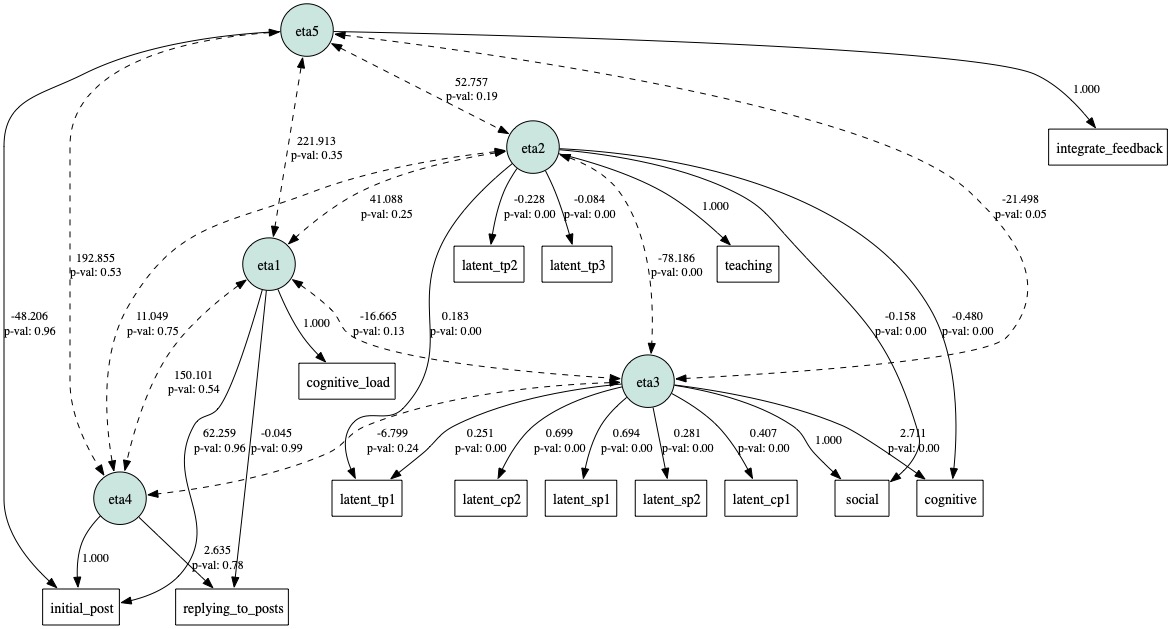 eta5
52.757
p-val: 0.19
1.000
221.913
p-val: 0.35
eta2
integrate_feedback
41.088
p-val: 0.25
-0.228
p-val: 0.00
-0.084
p-val: 0.00
1.000
-21.498
p-val: 0.05
192.855
p-val: 0.53
eta1
latent_tp2
latent_tp3
teaching
-78.186
p-val: 0.00
-48.206
p-val: 0.96
11.049
p-val: 0.75
1.000
-16.665
p-val: 0.13
0.183
p-val: 0.00
-0.158
p-val: 0.00
-0.480
p-val: 0.00
150.101
p-val: 0.54
cognitive_load
eta3
62.259
p-val: 0.96
-0.045
p-val: 0.99
-6.799
p-val: 0.24
0.251
p-val: 0.00
0.699
p-val: 0.00
0.694
p-val: 0.00
0.281
p-val: 0.00
0.407
p-val: 0.00
1.000
2.711
p-val: 0.00
eta4
latent_tp1
latent_cp2
latent_sp1
latent_sp2
latent_cp1
social
cognitive
1.000
2.635
p-val: 0.78
initial_post
replying_to_posts